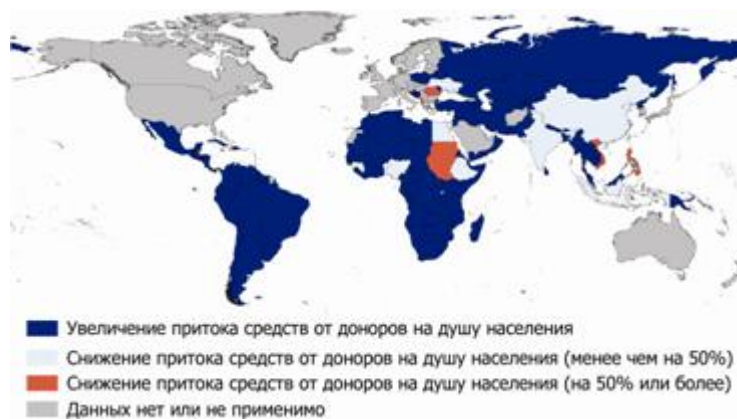 Увеличение притока средств от доноров на душу населения
Снижение притока средств от доноров на душу населения (менее чем на 50%)
Снижение притока средств от доноров на душу населения (на 50% или более)
Данных нет или не применимо